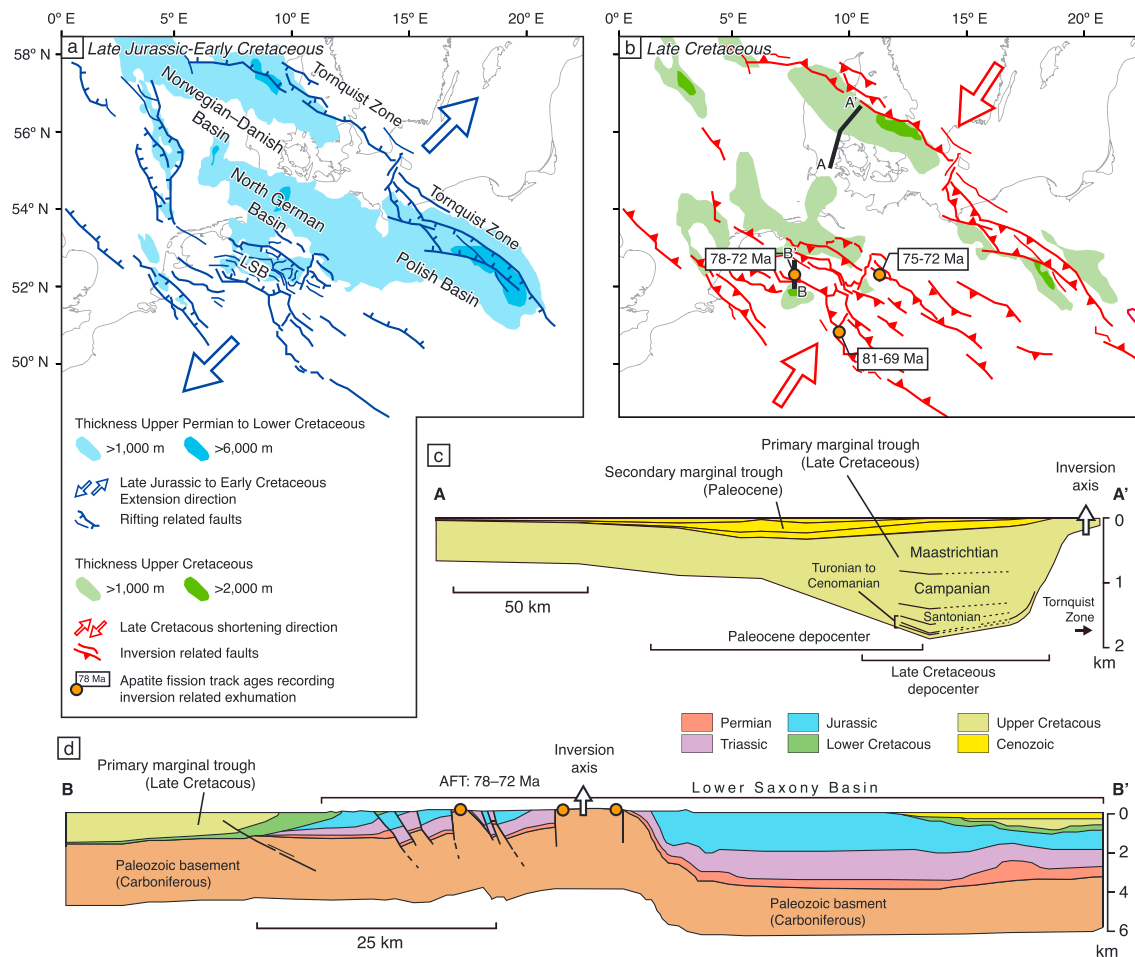 0° E 5° E 10° E 15° E 20° E
0° E 5° E 10° E 15° E 20° E
58° N
56° N
54° N
52° N
50° N
a Late Jurassic-Early Cretaceous
Tornquist Zone
Norwegian–Danish
Basin
North German
Basin
Tornquist Zone
LSB
Polish Basin
b Late Cretaceous
A'
A
78-72 Ma
B'
B
75-72 Ma
81-69 Ma
Thickness Upper Permian to Lower Cretaceous
>1,000 m >6,000 m
Late Jurassic to Early Cretaceous
Extension direction
Rifting related faults
Thickness Upper Cretaceous
>1,000 m >2,000 m
Late Cretacous shortening direction
Inversion related faults
78 Ma
Apatite fission track ages recording
inversion related exhumation
c
A
A'
Primary marginal trough
(Late Cretaceous)
Secondary marginal trough
(Paleocene)
Inversion
axis
0
1
2
km
Maastrichtian
Turonian to
Cenomanian
Campanian
Santonian
Tornquist
Zone
50 km
Paleocene depocenter
Late Cretaceous
depocenter
Permian Jurassic Upper Cretacous
Triassic Lower Cretacous Cenozoic
d
Primary marginal trough
(Late Cretacous)
B
AFT: 78–72 Ma
Inversion
axis
Lower Saxony Basin
B'
0
2
4
6
km
Paleozoic basement
(Carboniferous)
Paleozoic basment
(Carboniferous)
25 km